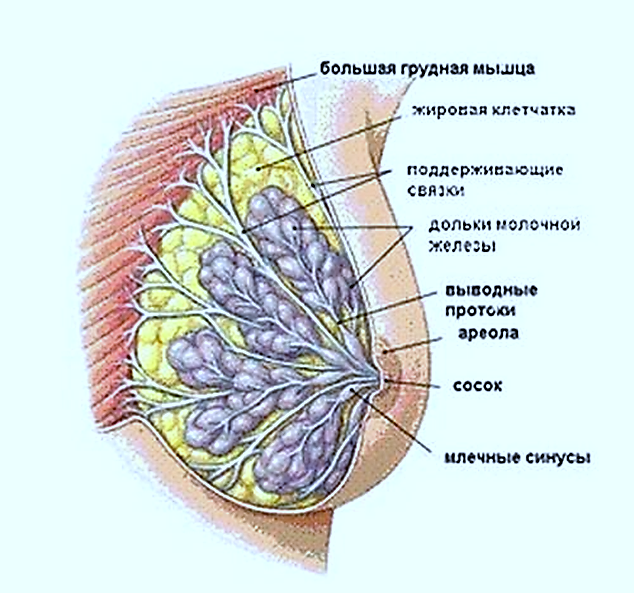 большая грудная мышца
жировая клетчатка
поддерживающие
связки
дольки молочной
железы
выводные
протоки
ареола
сосок
млечные синусы